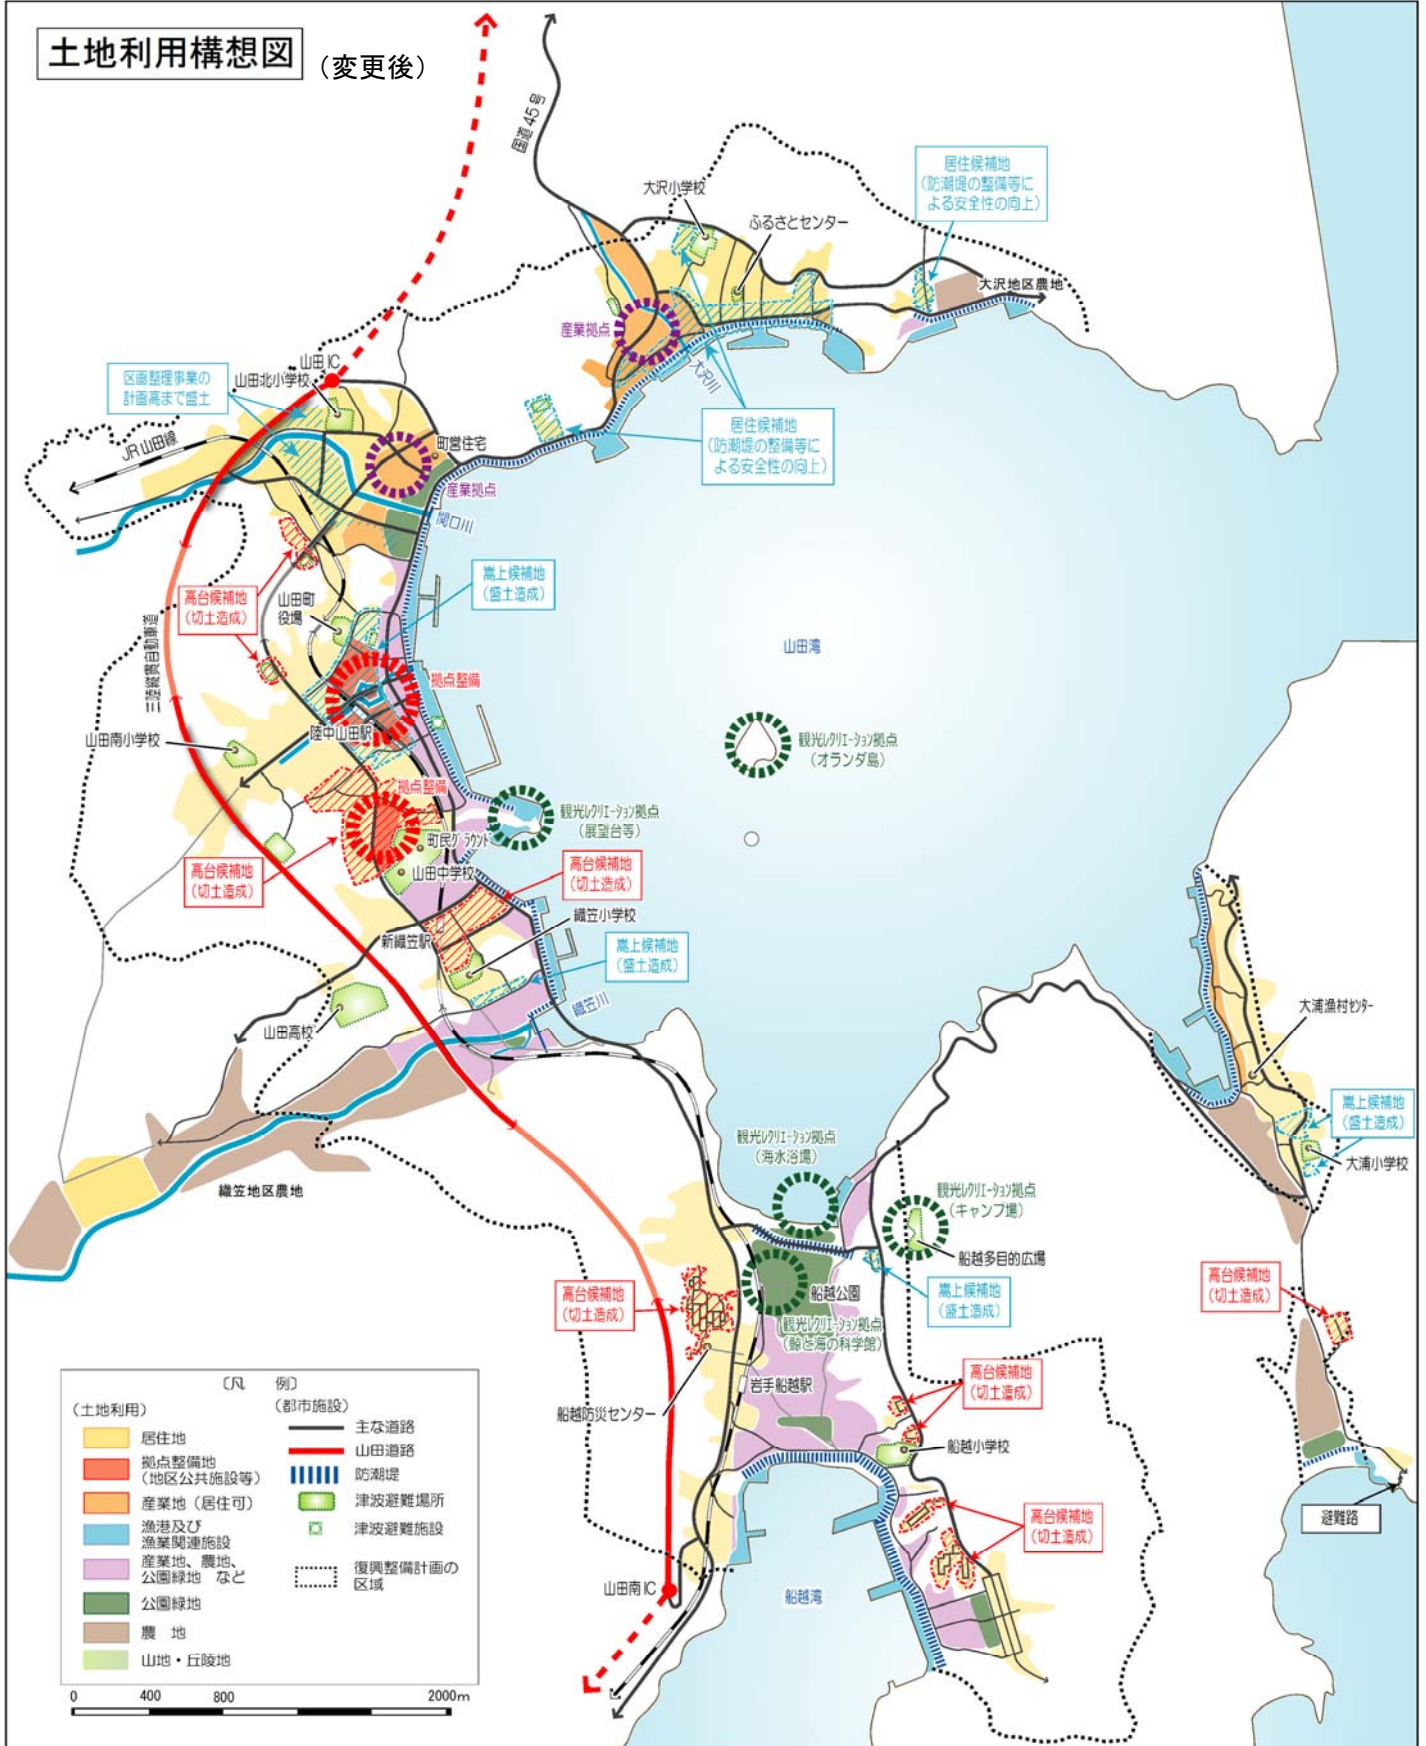 土地利用構想図
（変更後）
国道45号
大沢小学校
ふるさとセンター
居住候補地
（防潮堤の整備等に
よる安全性の向上）
大沢地区農地
産業拠点
大沢川
山田IC
山田北小学校
区画整理事業の
計画高まで盛土
JR山田線
町営住宅
産業拠点
関口川
居住候補地
（防潮堤の整備等に
よる安全性の向上）
嵩上候補地
（盛土造成）
高台候補地
（切土造成）
山田町
役場
三陸縦貫自動車道
山田湾
拠点整備
陸中山田駅
山田南小学校
観光レクリエーション拠点
（オランダ島）
拠点整備
観光レクリエーション拠点
（展望台等）
町民グラウンド
山田中学校
高台候補地
（切土造成）
高台候補地
（切土造成）
織笠小学校
新織笠駅
嵩上候補地
（盛土造成）
織笠川
山田高校
大浦漁村センター
嵩上候補地
（盛土造成）
大浦小学校
織笠地区農地
観光レクリエーション拠点
（海水浴場）
観光レクリエーション拠点
（キャンプ場）
船越多目的広場
高台候補地
（切土造成）
船越公園
嵩上候補地
（盛土造成）
高台候補地
（切土造成）
観光レクリエーション拠点
（鯨と海の科学館）
岩手船越駅
船越防災センター
高台候補地
（切土造成）
船越小学校
高台候補地
（切土造成）
避難路
山田南IC
船越湾
〔凡　例〕
（土地利用）
居住地
拠点整備地
（地区公共施設等）
産業地（居住可）
漁港及び
漁業関連施設
産業地、農地、
公園緑地　など
公園緑地
農　地
山地・丘陵地
（都市施設）
主な道路
山田道路
防潮堤
津波避難場所
津波避難施設
復興整備計画の
区域
0 400 800 2000m